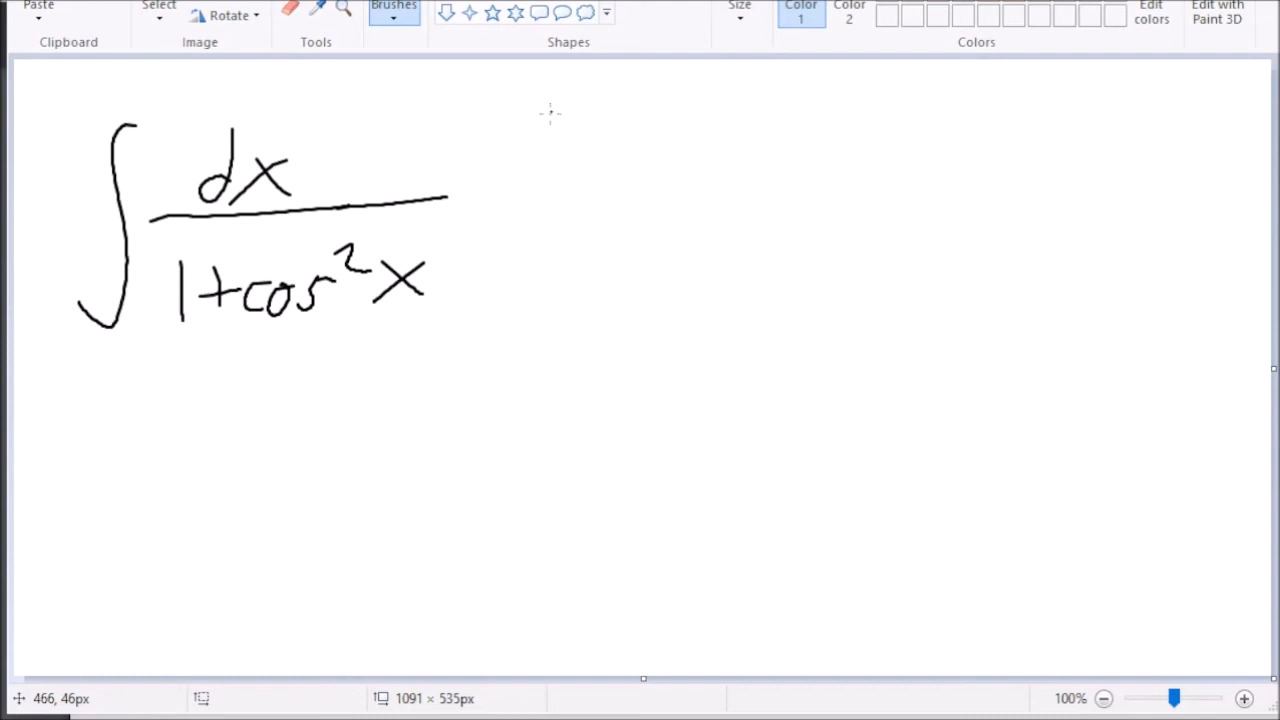 Paste
Select
Rotate
Brushes
Size
Color 1
Color 2
Edit colors
Edit with Paint 3D
Clipboard
Image
Tools
Shapes
Colors
∫ dx
1+cos²x
466, 46px
1091 × 535px
100%